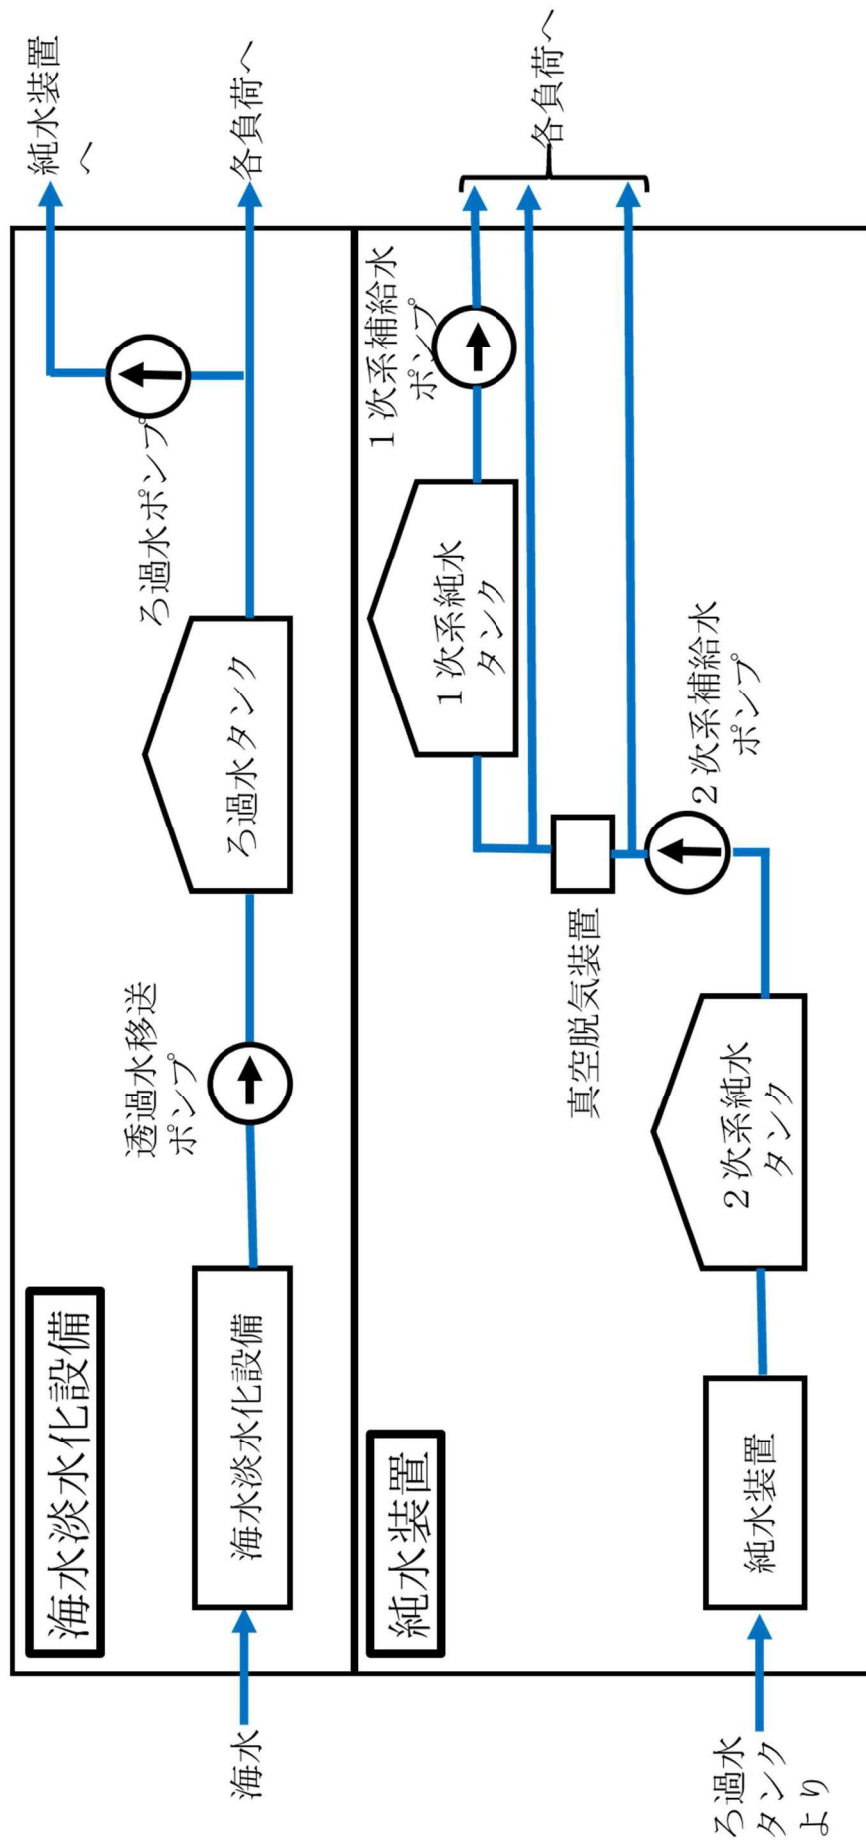 海水淡水化設備
海水
海水淡水化設備
透過水移送
ポンプ
ろ過水タンク
ろ過水ポンプ
純水装置
へ
各負荷へ
純水装置
ろ過水
タンク
より
純水装置
2次系純水
タンク
真空脱気装置
2次系補給水
ポンプ
1次系純水
タンク
1次系補給水
ポンプ
各負荷へ